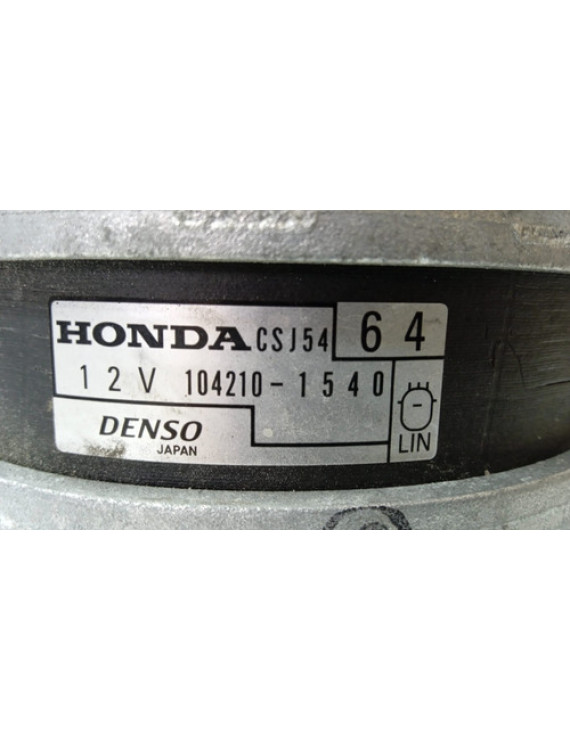 HONDA CSJ54 64
12V 104210-1540
DENSO
JAPAN
LIN